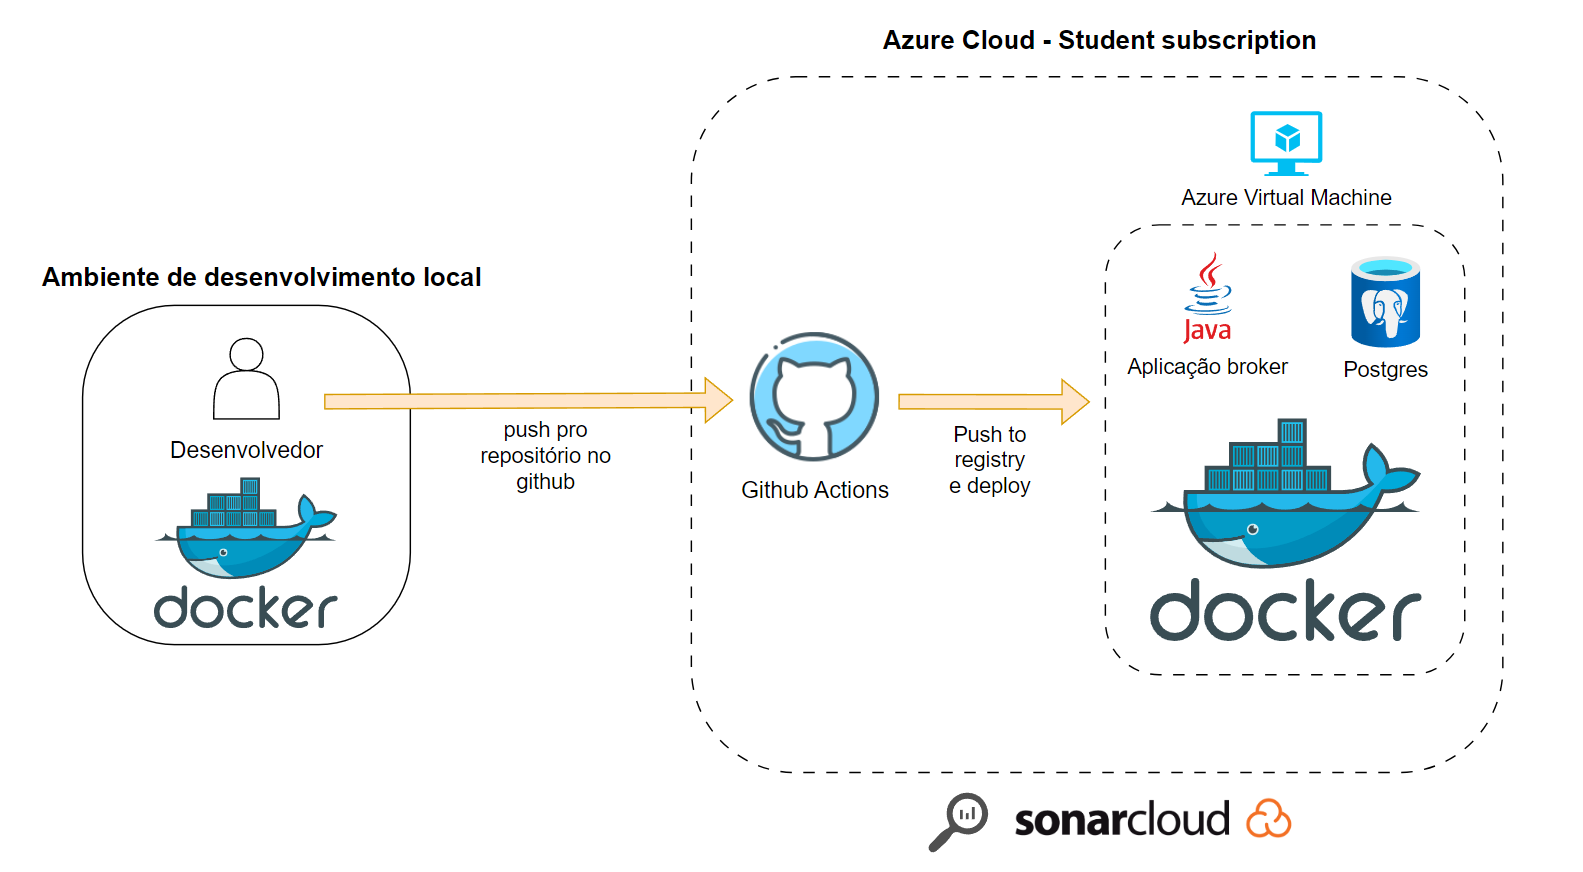 Azure Cloud - Student subscription
Azure Virtual Machine
Ambiente de desenvolvimento local
Java
Aplicação broker
Postgres
Desenvolvedor
push pro
repositório no
github
Github Actions
Push to
registry
e deploy
docker
docker
sonarcloud